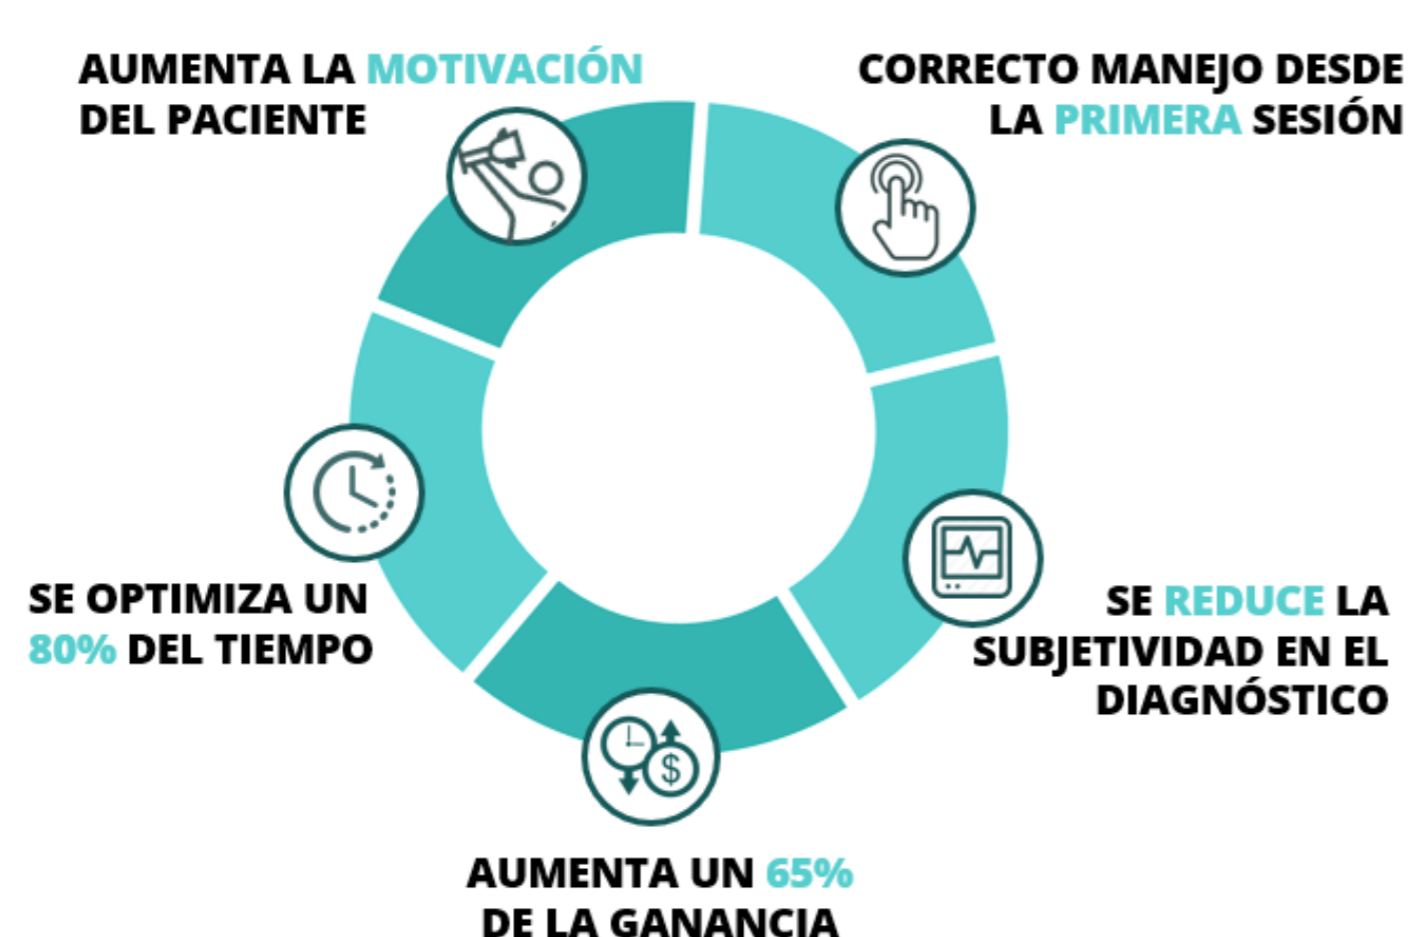 AUMENTA LA MOTIVACIÓN
DEL PACIENTE
CORRECTO MANEJO DESDE
LA PRIMERA SESIÓN
SE OPTIMIZA UN
80% DEL TIEMPO
SE REDUCE LA
SUBJETIVIDAD EN EL
DIAGNÓSTICO
$
AUMENTA UN 65%
DE LA GANANCIA